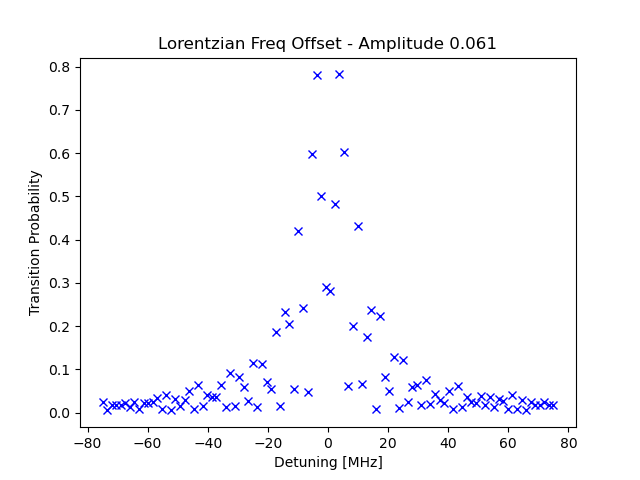 Lorentzian Freq Offset - Amplitude 0.061
Transition Probability
0.8
0.7
0.6
0.5
0.4
0.3
0.2
0.1
0.0
−80 −60 −40 −20 0 20 40 60 80
Detuning [MHz]